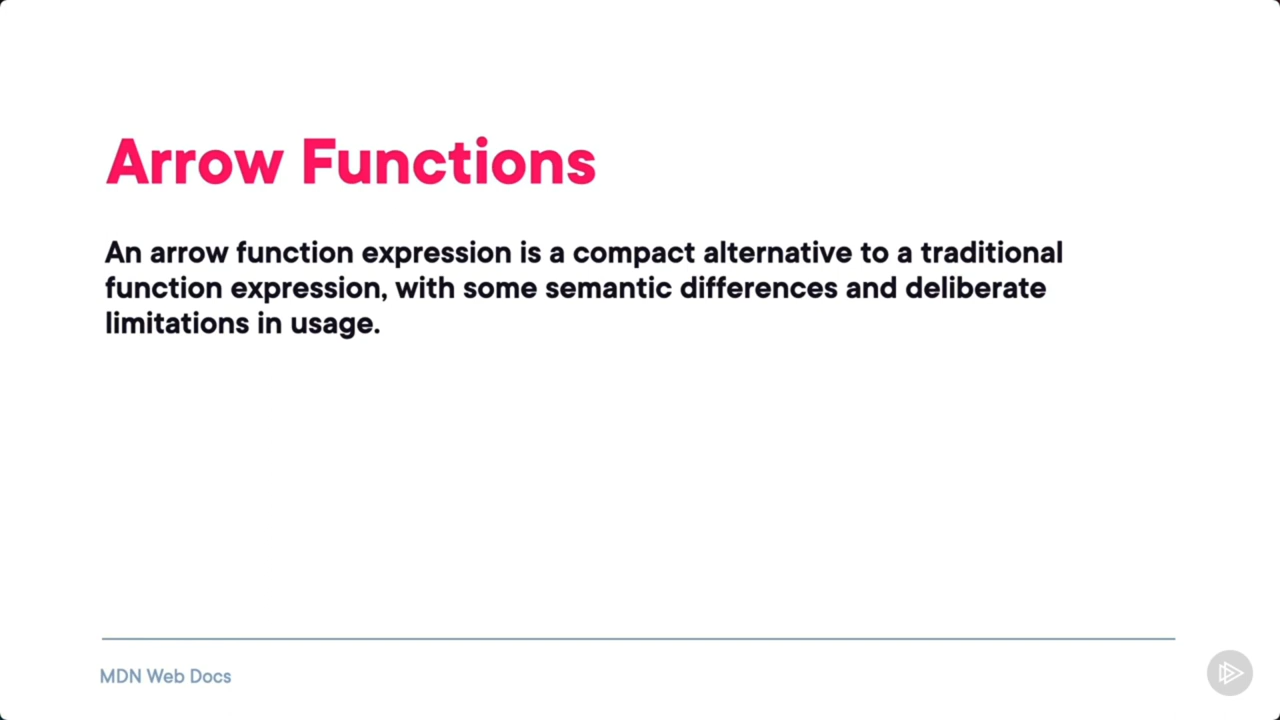 Arrow Functions
An arrow function expression is a compact alternative to a traditional
function expression, with some semantic differences and deliberate
limitations in usage.
MDN Web Docs